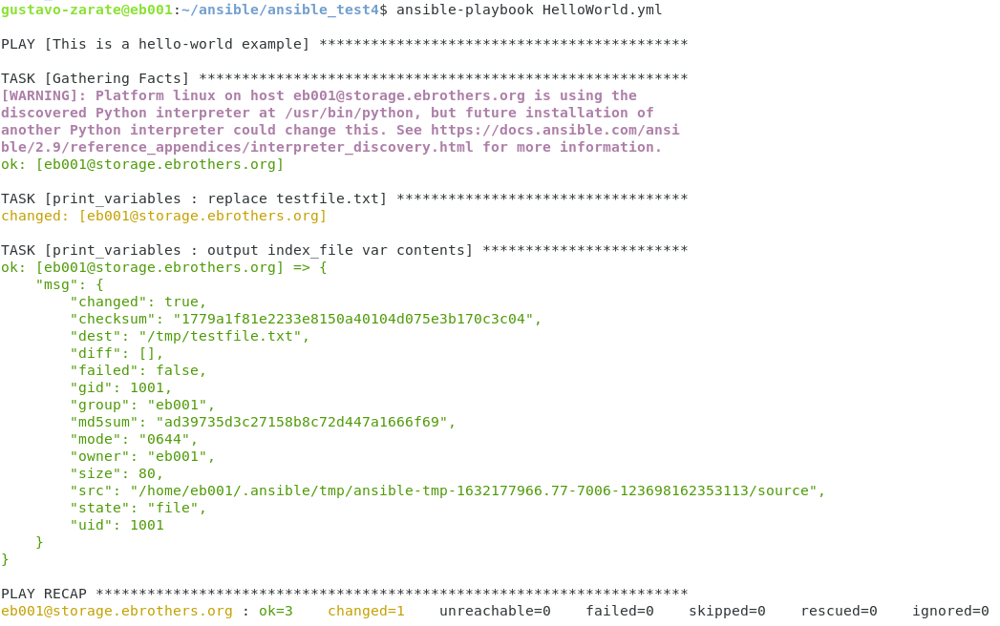 gustavo-zarate@eb001:~/ansible/ansible_test4$ ansible-playbook HelloWorld.yml
PLAY [This is a hello-world example] *******************************************
TASK [Gathering Facts] *********************************************************
[WARNING]: Platform linux on host eb001@storage.ebrothers.org is using the
discovered Python interpreter at /usr/bin/python, but future installation of
another Python interpreter could change this. See https://docs.ansible.com/ansi
ble/2.9/reference_appendices/interpreter_discovery.html for more information.
ok: [eb001@storage.ebrothers.org]
TASK [print_variables : replace testfile.txt] **********************************
changed: [eb001@storage.ebrothers.org]
TASK [print_variables : output index_file var contents] ************************
ok: [eb001@storage.ebrothers.org] => {
    "msg": {
        "changed": true,
        "checksum": "1779a1f81e2233e8150a40104d075e3b170c3c04",
        "dest": "/tmp/testfile.txt",
        "diff": [],
        "failed": false,
        "gid": 1001,
        "group": "eb001",
        "md5sum": "ad39735d3c27158b8c72d447a1666f69",
        "mode": "0644",
        "owner": "eb001",
        "size": 80,
        "src": "/home/eb001/.ansible/tmp/ansible-tmp-1632177966.77-7006-123698162353113/source",
        "state": "file",
        "uid": 1001
    }
}
PLAY RECAP *********************************************************************
eb001@storage.ebrothers.org : ok=3    changed=1    unreachable=0    failed=0    skipped=0    rescued=0    ignored=0